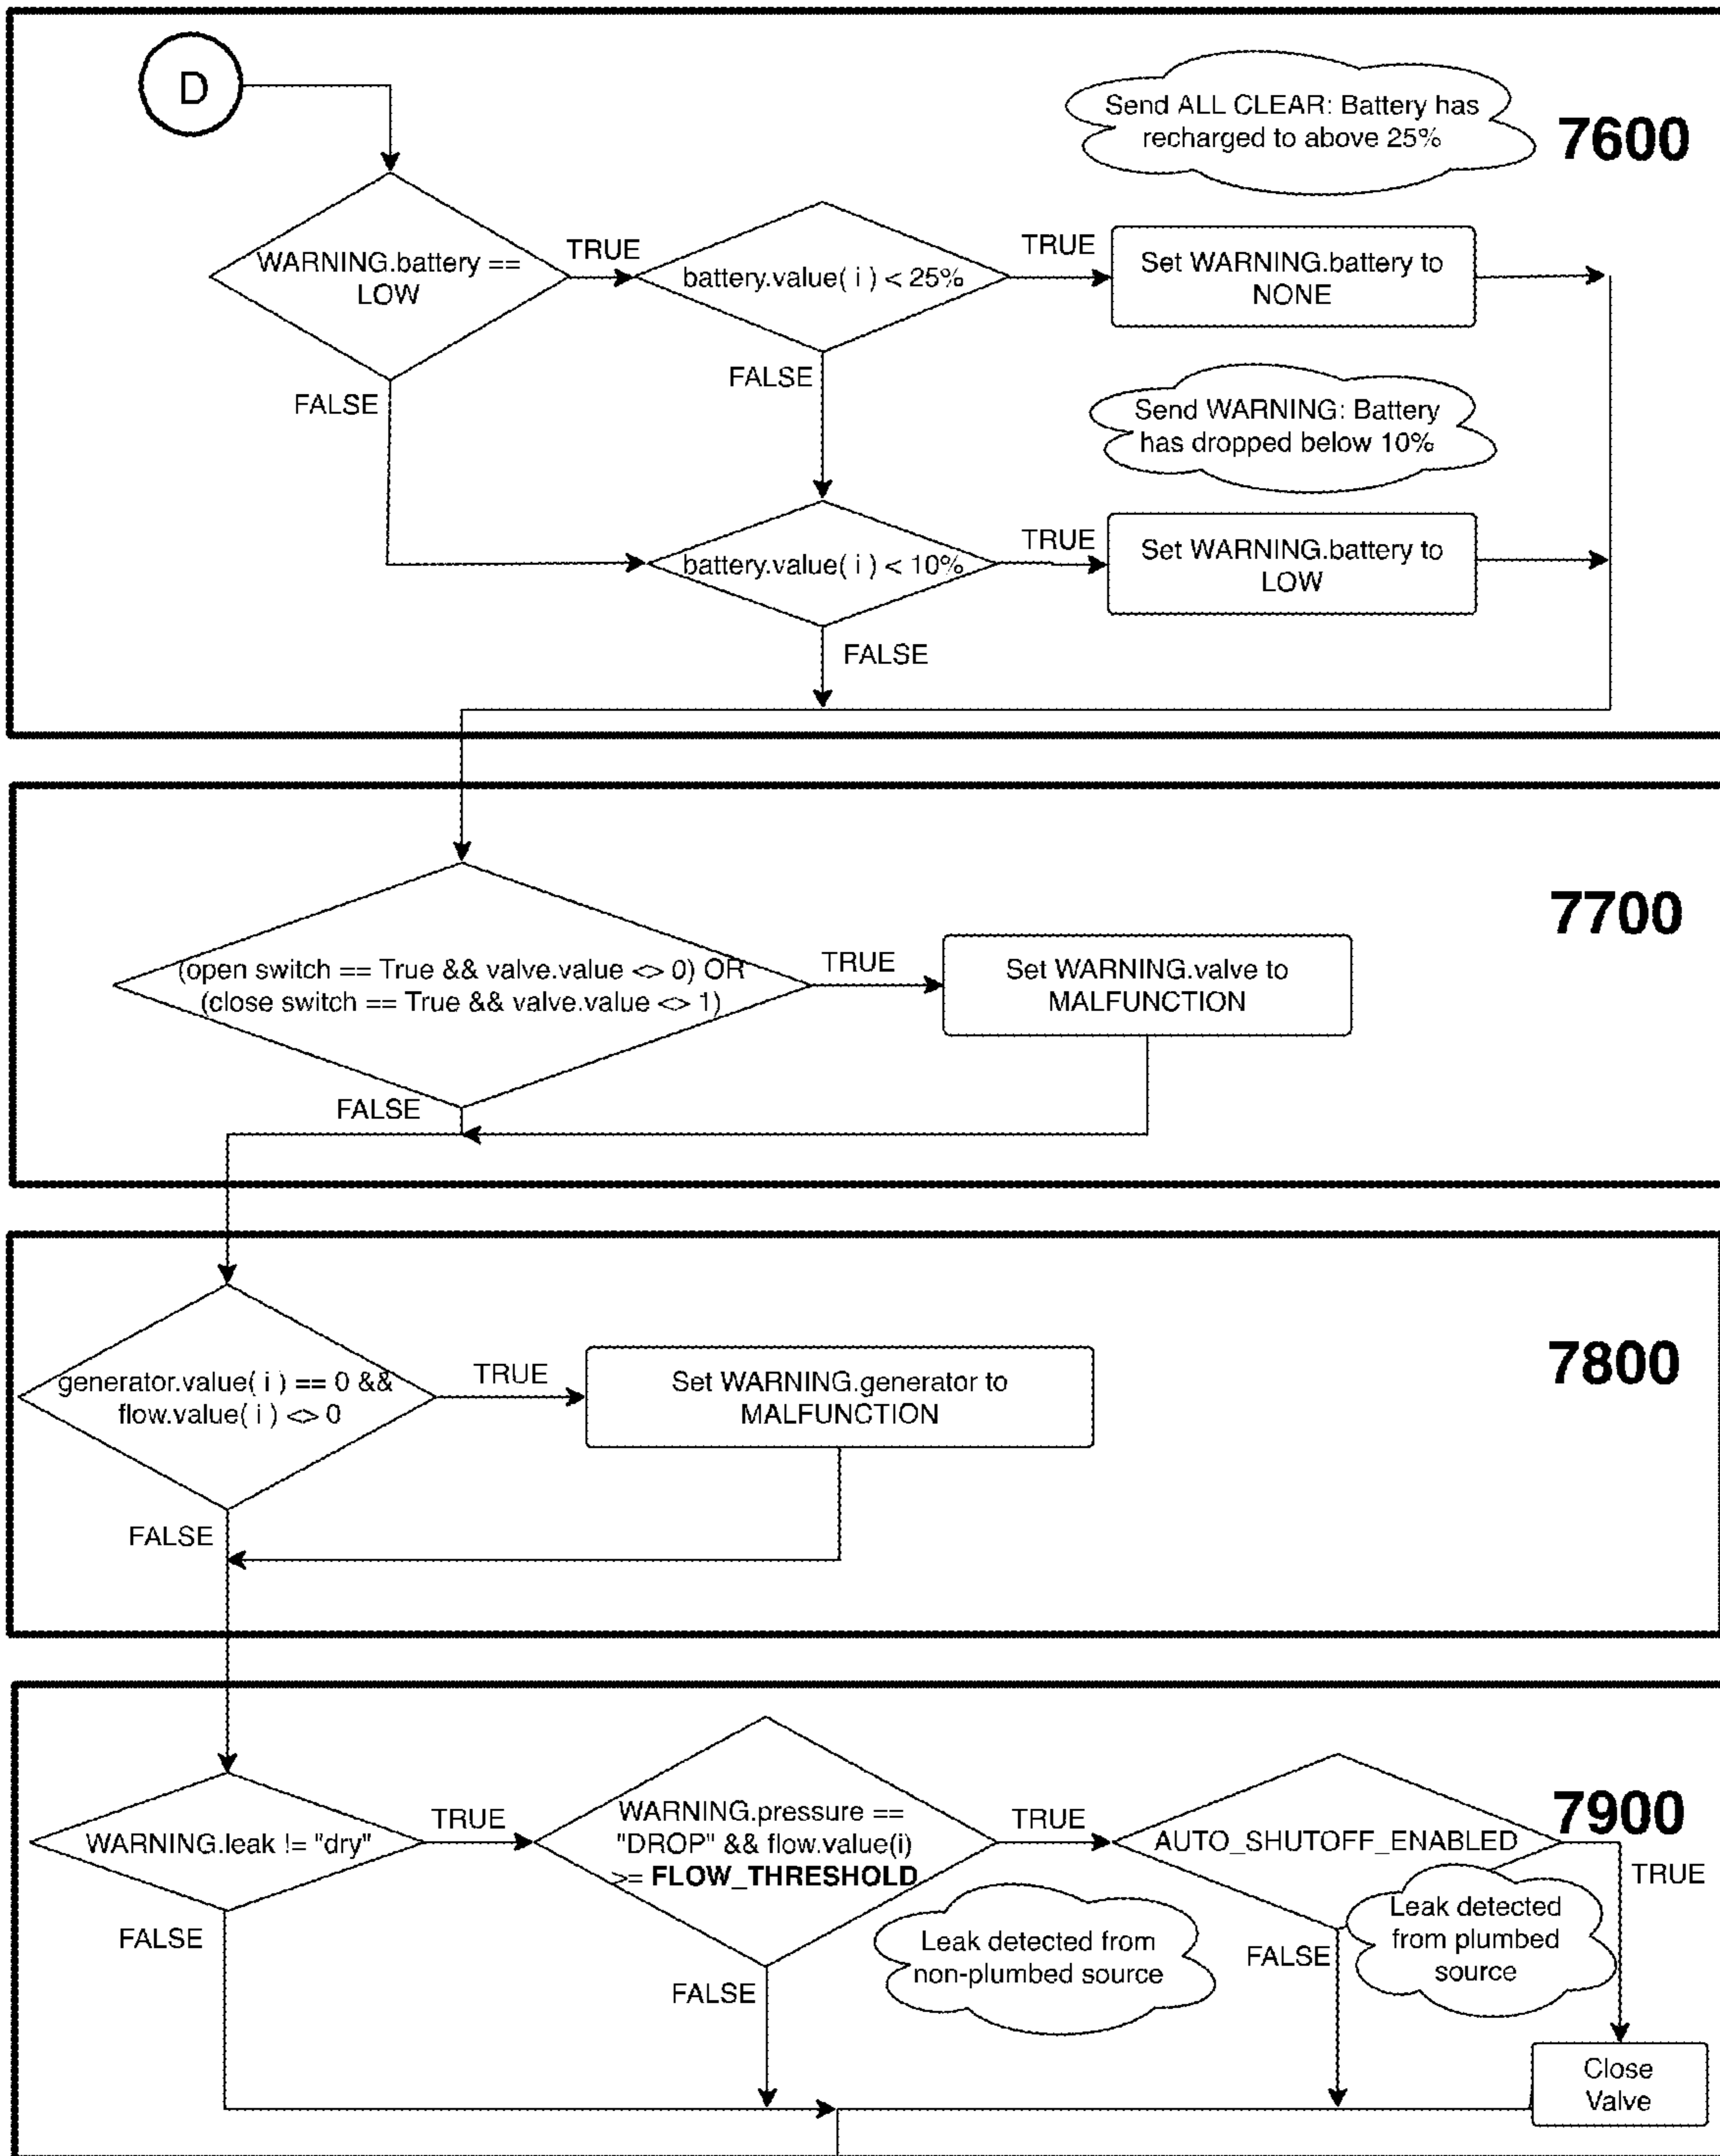 D
Send ALL CLEAR: Battery has
recharged to above 25%
7600
WARNING.battery ==
LOW
TRUE
battery.value( i ) < 25%
TRUE
Set WARNING.battery to
NONE
FALSE
FALSE
Send WARNING: Battery
has dropped below 10%
battery.value( i ) < 10%
TRUE
Set WARNING.battery to
LOW
FALSE
7700
(open switch == True && valve.value <> 0) OR
(close switch == True && valve.value <> 1)
TRUE
Set WARNING.valve to
MALFUNCTION
FALSE
7800
generator.value( i ) == 0 &&
flow.value( i ) <> 0
TRUE
Set WARNING.generator to
MALFUNCTION
FALSE
7900
WARNING.leak != "dry"
TRUE
WARNING.pressure ==
"DROP" && flow.value(i)
>= FLOW_THRESHOLD
TRUE
AUTO_SHUTOFF_ENABLED
TRUE
FALSE
FALSE
Leak detected from
non-plumbed source
FALSE
Leak detected
from plumbed
source
Close
Valve